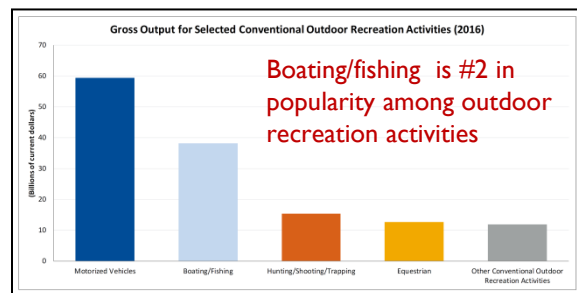 Gross Output for Selected Conventional Outdoor Recreation Activities (2016)
(Billions of current dollars)
70
60
50
40
30
20
10
0
Boating/fishing is #2 in
popularity among outdoor
recreation activities
Motorized Vehicles
Boating/Fishing
Hunting/Shooting/Trapping
Equestrian
Other Conventional Outdoor
Recreation Activities